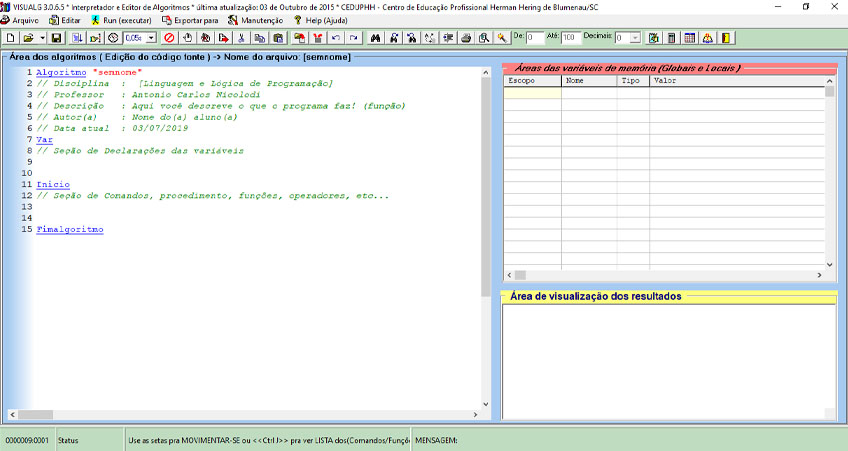 VISUALG 3.0.6.5 * Interpretador e Editor de Algoritmos * última atualização: 03 de Outubro de 2015 * CEDUPHH - Centro de Educação Profissional Herman Hering de Blumenau/SC
Arquivo Editar Run (executar) Exportar para Manutenção Help (Ajuda)
0,05s De: 0 Até: 100 Decimais: 0
Área dos algoritmos ( Edição do código fonte ) -> Nome do arquivo: [semnome]
1 Algoritmo "semnome"
2 // Disciplina : [Linguagem e Lógica de Programação]
3 // Professor : Antonio Carlos Nicolodi
4 // Descrição : Aqui você descreve o que o programa faz! (função)
5 // Autor(a) : Nome do(a) aluno(a)
6 // Data atual : 03/07/2019
7 Var
8 // Seção de Declarações das variáveis
9
10
11 Inicio
12 // Seção de Comandos, procedimento, funções, operadores, etc...
13
14
15 Fimalgoritmo
Áreas das variáveis de memória (Globais e Locais )
Escopo Nome Tipo Valor
Área de visualização dos resultados
0000009:0001 Status Use as setas pra MOVIMENTAR-SE ou <<Ctrl J>> pra ver LISTA dos(Comandos/Funçõ MENSAGEM: